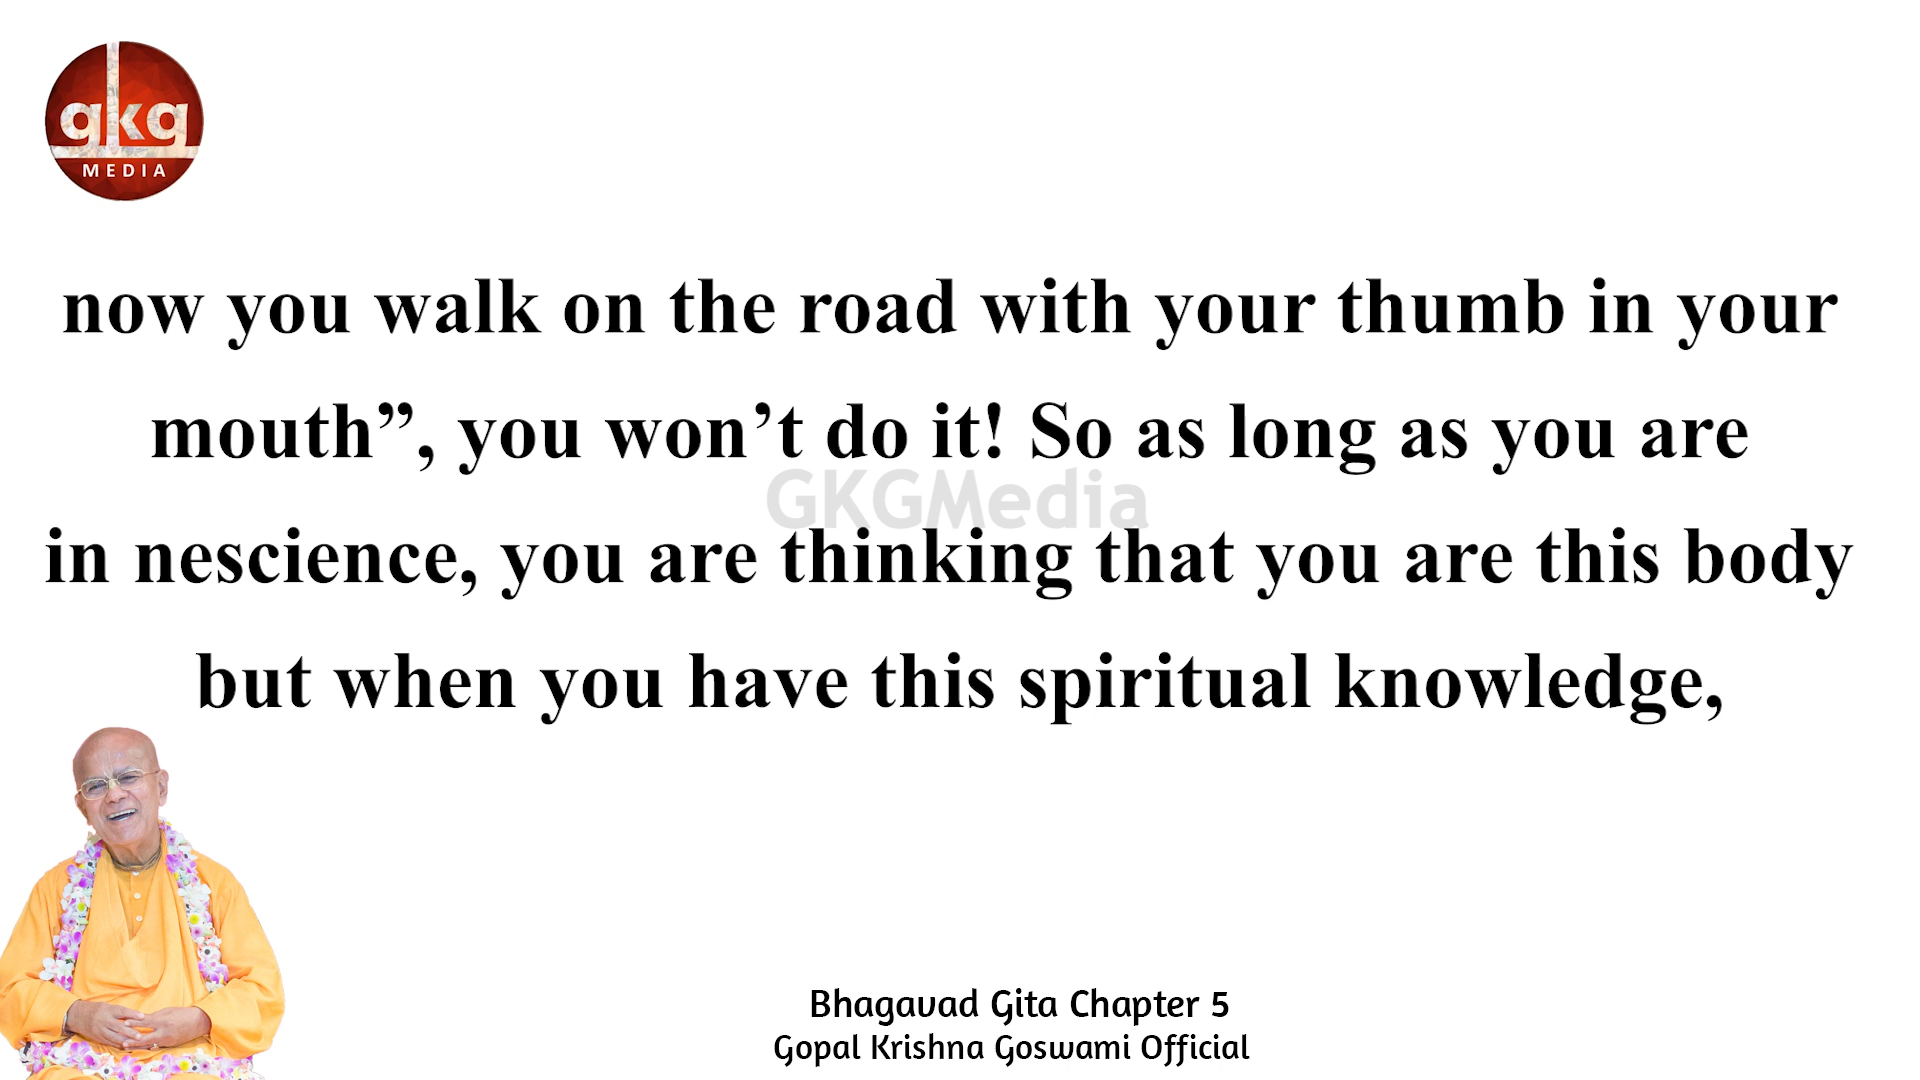 gkg
MEDIA
now you walk on the road with your thumb in your
mouth”, you won’t do it! So as long as you are
GKGMedia
in nescience, you are thinking that you are this body
but when you have this spiritual knowledge,
Bhagavad Gita Chapter 5
Gopal Krishna Goswami Official